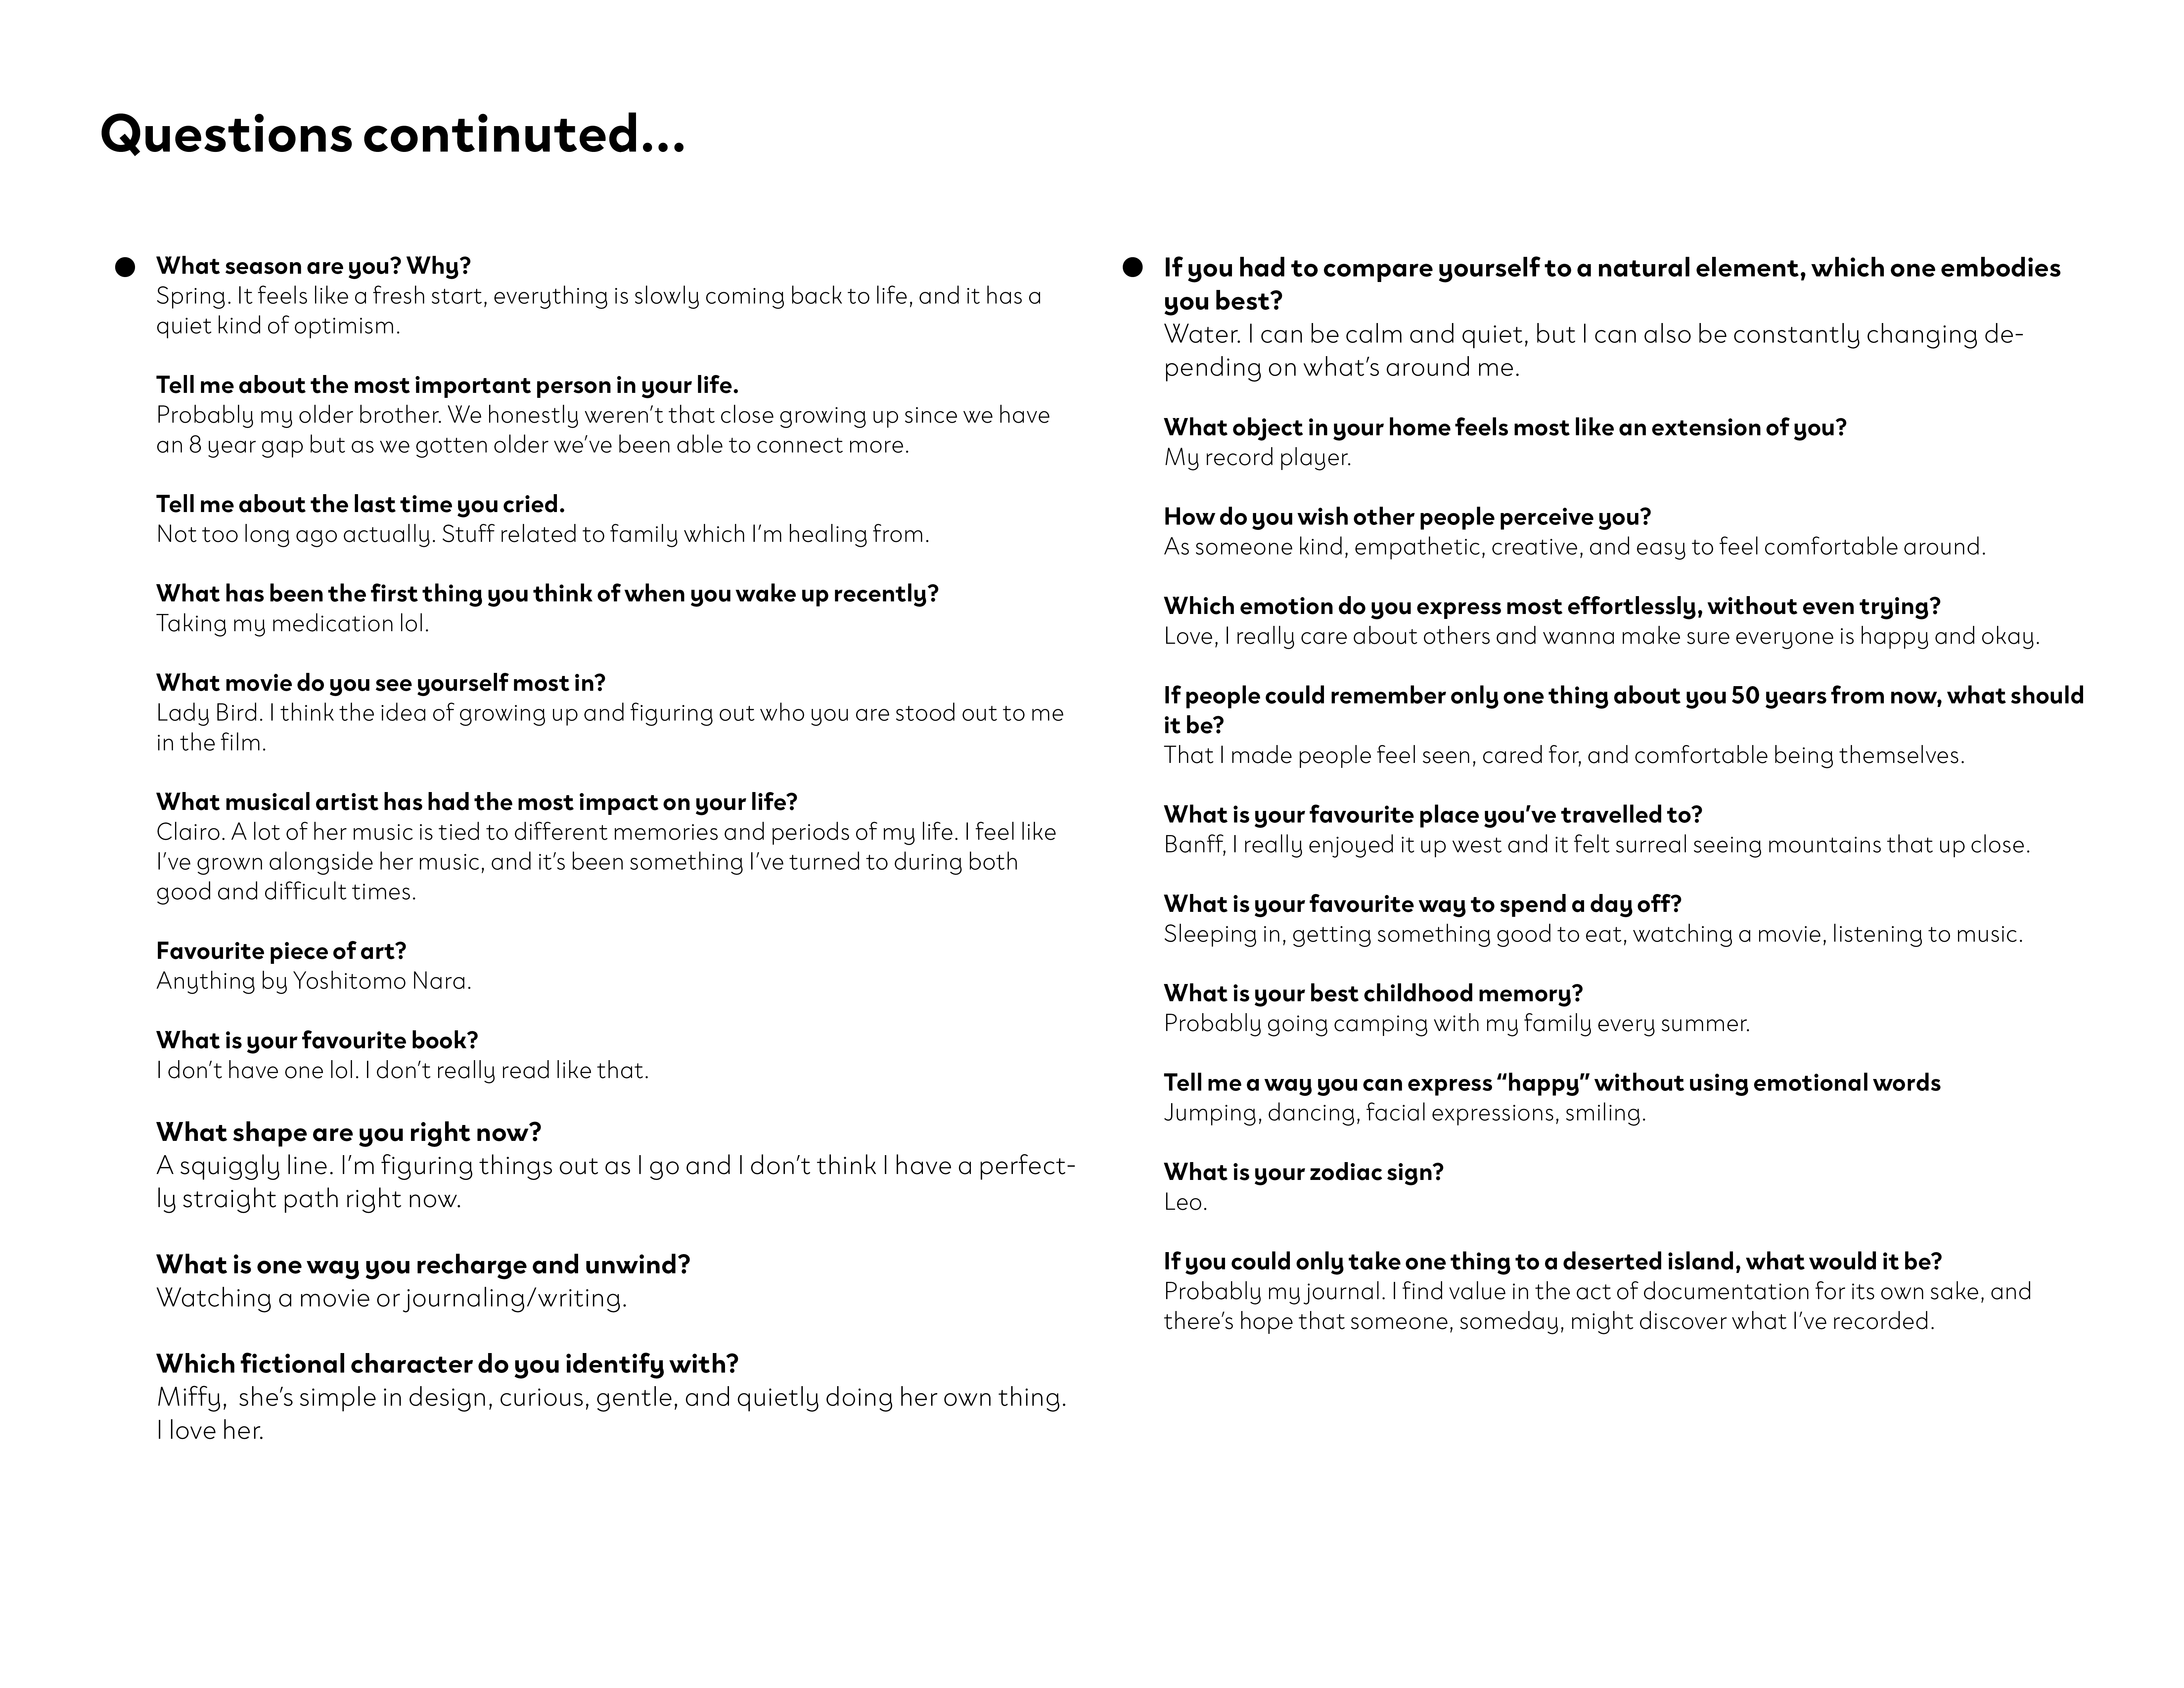 Questions continuted...
What season are you? Why?
Spring. It feels like a fresh start, everything is slowly coming back to life, and it has a
quiet kind of optimism.
Tell me about the most important person in your life.
Probably my older brother. We honestly weren't that close growing up since we have
an 8 year gap but as we gotten older we've been able to connect more.
Tell me about the last time you cried.
Not too long ago actually. Stuff related to family which I'm healing from.
What has been the first thing you think of when you wake up recently?
Taking my medication lol.
What movie do you see yourself most in?
Lady Bird. I think the idea of growing up and figuring out who you are stood out to me
in the film.
What musical artist has had the most impact on your life?
Clairo. A lot of her music is tied to different memories and periods of my life. I feel like
I've grown alongside her music, and it's been something I've turned to during both
good and difficult times.
Favourite piece of art?
Anything by Yoshitomo Nara.
What is your favourite book?
I don't have one lol. I don't really read like that.
What shape are you right now?
A squiggly line. I'm figuring things out as I go and I don't think I have a perfect-
ly straight path right now.
What is one way you recharge and unwind?
Watching a movie or journaling/writing.
Which fictional character do you identify with?
Miffy,  she's simple in design, curious, gentle, and quietly doing her own thing.
I love her.
If you had to compare yourself to a natural element, which one embodies
you best?
Water. I can be calm and quiet, but I can also be constantly changing de-
pending on what's around me.
What object in your home feels most like an extension of you?
My record player.
How do you wish other people perceive you?
As someone kind, empathetic, creative, and easy to feel comfortable around.
Which emotion do you express most effortlessly, without even trying?
Love, I really care about others and wanna make sure everyone is happy and okay.
If people could remember only one thing about you 50 years from now, what should
it be?
That I made people feel seen, cared for, and comfortable being themselves.
What is your favourite place you've travelled to?
Banff, I really enjoyed it up west and it felt surreal seeing mountains that up close.
What is your favourite way to spend a day off?
Sleeping in, getting something good to eat, watching a movie, listening to music.
What is your best childhood memory?
Probably going camping with my family every summer.
Tell me a way you can express “happy” without using emotional words
Jumping, dancing, facial expressions, smiling.
What is your zodiac sign?
Leo.
If you could only take one thing to a deserted island, what would it be?
Probably my journal. I find value in the act of documentation for its own sake, and
there's hope that someone, someday, might discover what I've recorded.